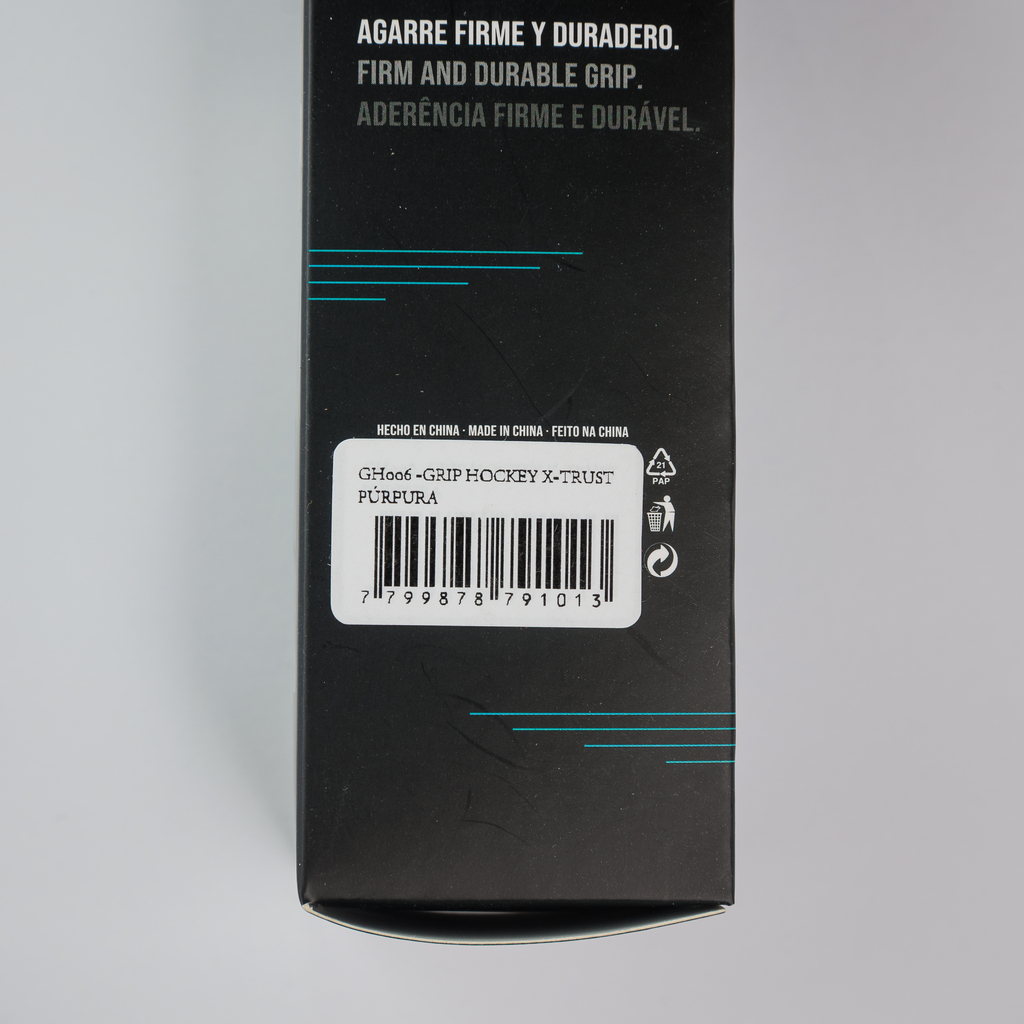 AGARRE FIRME Y DURADERO.
FIRM AND DURABLE GRIP.
ADERÊNCIA FIRME E DURÁVEL.
HECHO EN CHINA · MADE IN CHINA · FEITO NA CHINA
GH006 -GRIP HOCKEY X-TRUST
PÚRPURA
7 799878 791013
21
PAP